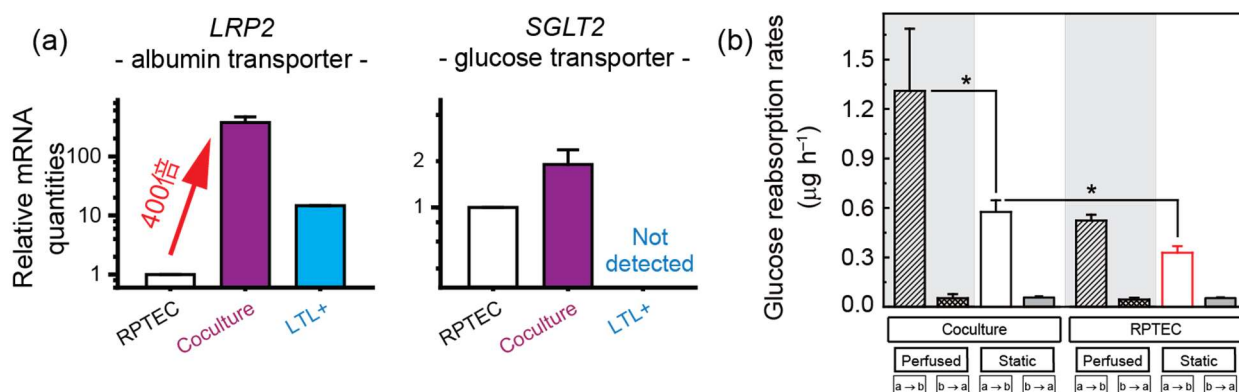 (a)
LRP2
- albumin transporter -
Relative mRNA
quantities
100
10
1
400倍
RPTEC
Coculture
LTL+
SGLT2
- glucose transporter -
2
1
Not
detected
RPTEC
Coculture
LTL+
(b)
Glucose reabsorption rates
(µg h⁻¹)
1.5
1.2
0.9
0.6
0.3
0.0
*
*
Coculture
RPTEC
Perfused
Static
Perfused
Static
a→b
b→a
a→b
b→a
a→b
b→a
a→b
b→a